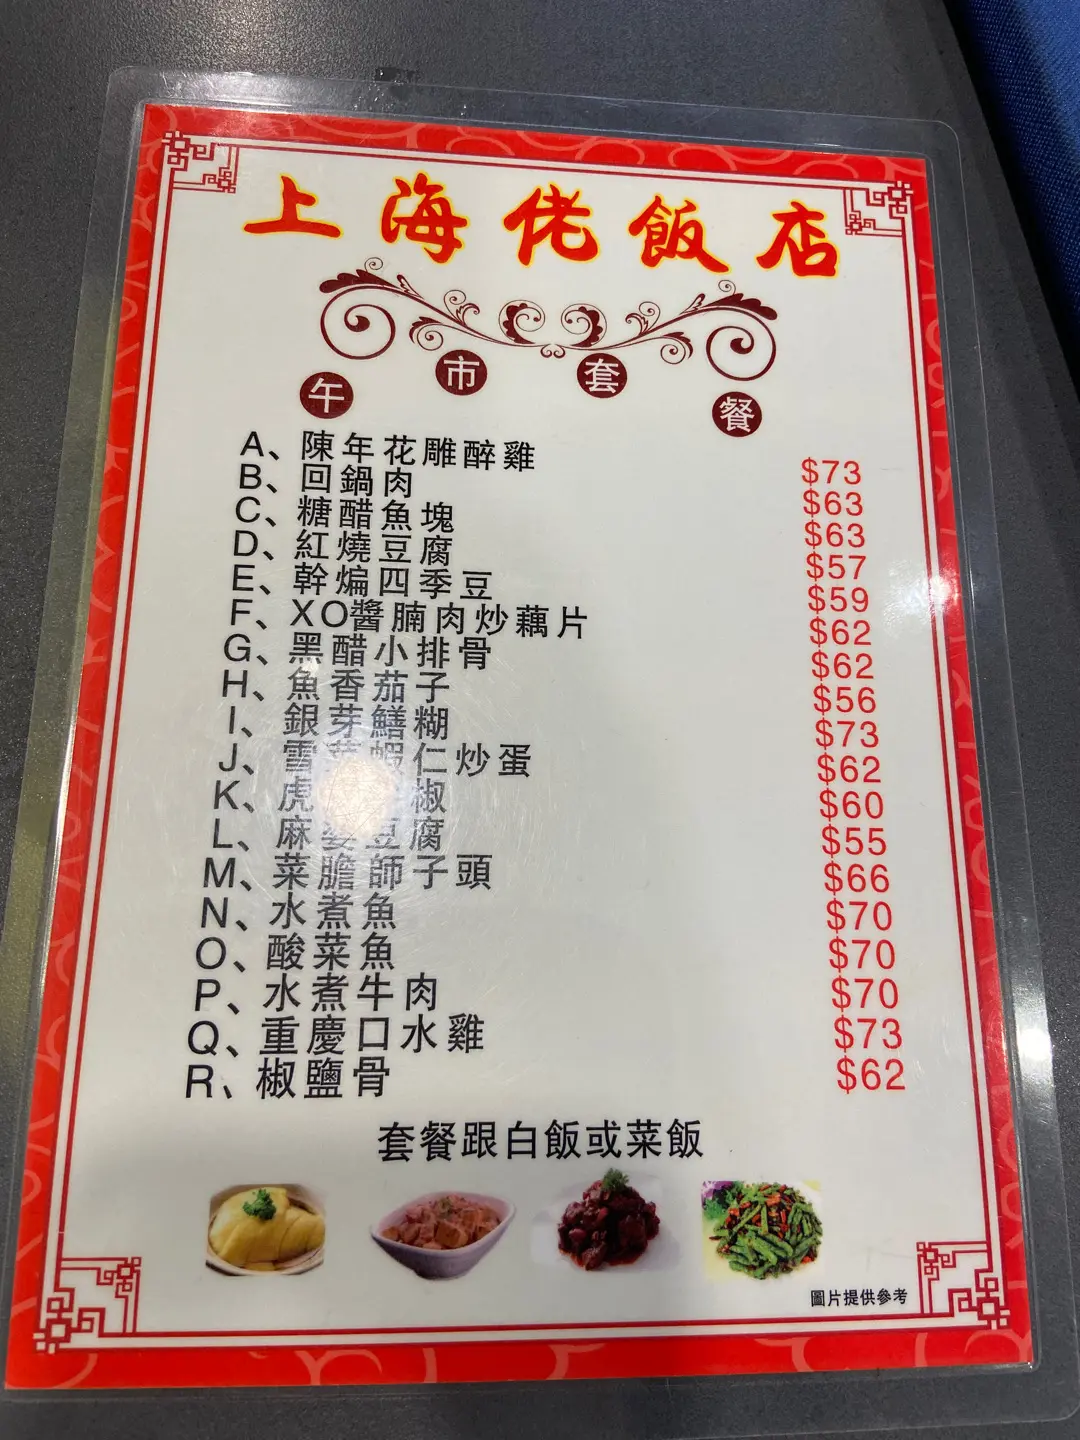 上海佬飯店
午市套餐
A、陳年花雕醉雞 $73
B、回鍋肉 $63
C、糖醋魚塊 $63
D、紅燒豆腐 $57
E、幹煸四季豆 $59
F、XO醬腩肉炒藕片 $62
G、黑醋小排骨 $62
H、魚香茄子 $56
I、銀芽鱔糊 $73
J、雪菜蝦仁炒蛋 $62
K、虎椒 $60
L、麻婆豆腐 $55
M、菜膽師子頭 $66
N、水煮魚 $70
O、酸菜魚 $70
P、水煮牛肉 $70
Q、重慶口水雞 $73
R、椒鹽骨 $62
套餐跟白飯或菜飯
圖片提供參考